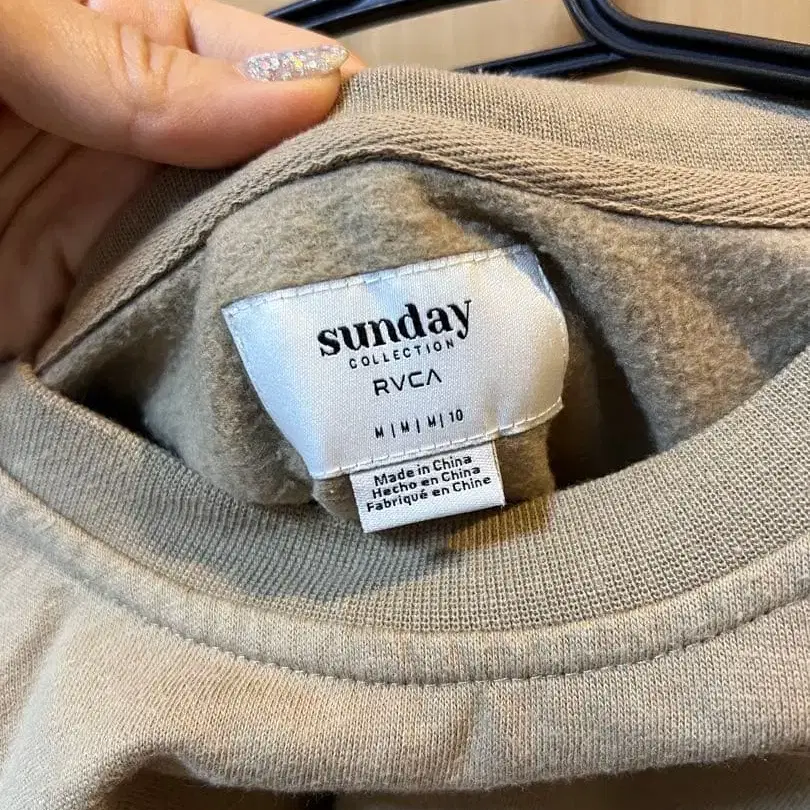 sunday
COLLECTION
RVCA
M | M | M | 10
Made in China
Hecho en China
Fabriqué en Chine